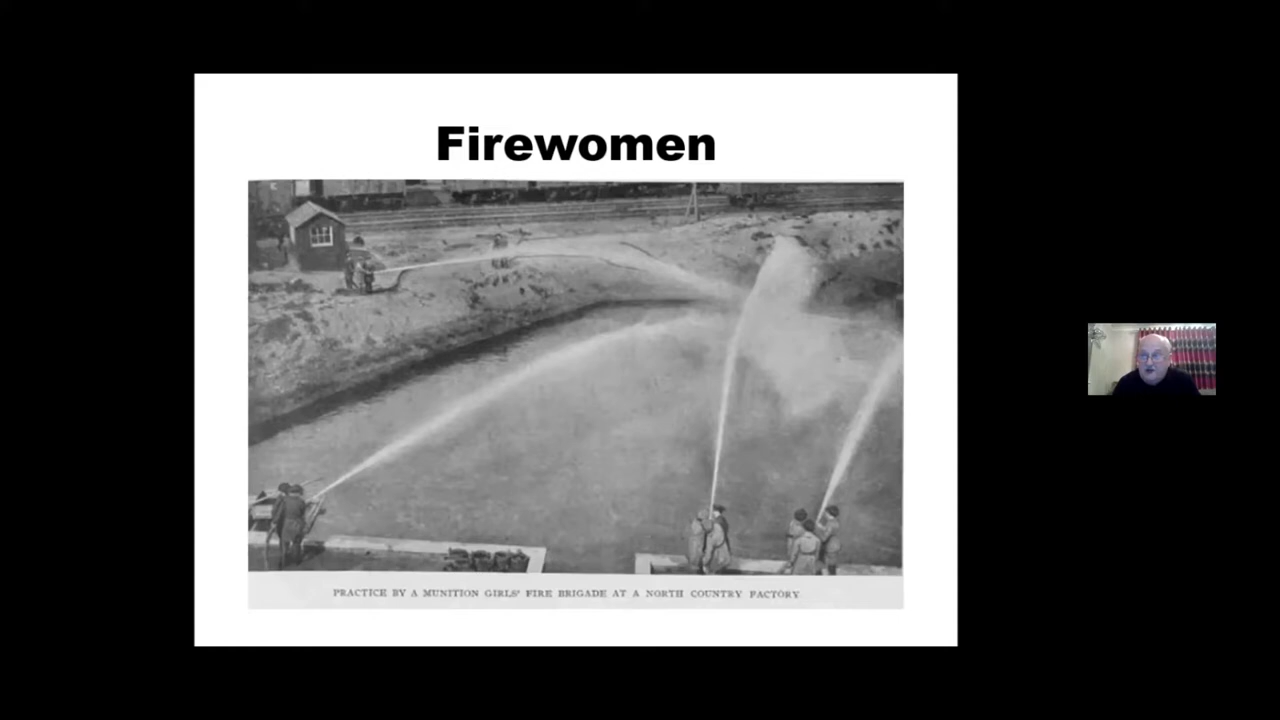 Firewomen
PRACTICE BY A MUNITION GIRLS' FIRE BRIGADE AT A NORTH COUNTRY FACTORY